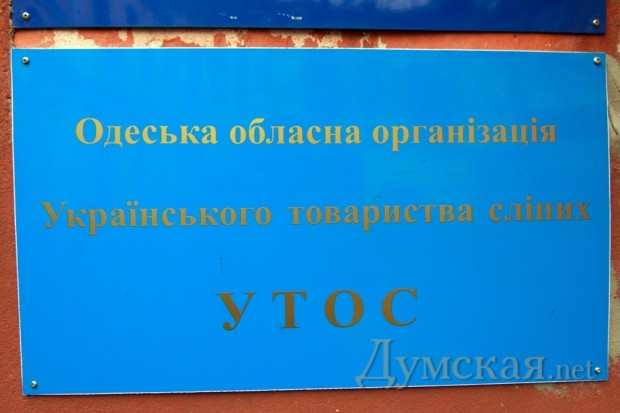 Одеська обласна організація
Українського товариства сліпих
УТОС
Думская.net